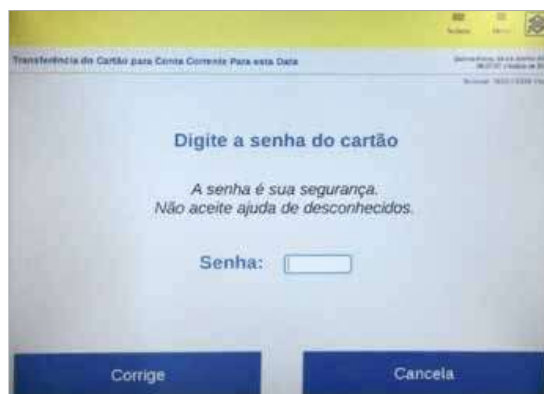 Transferência do Cartão para Conta Corrente Para esta Data
Digite a senha do cartão
A senha é sua segurança.
Não aceite ajuda de desconhecidos.
Senha:
Corrige
Cancela